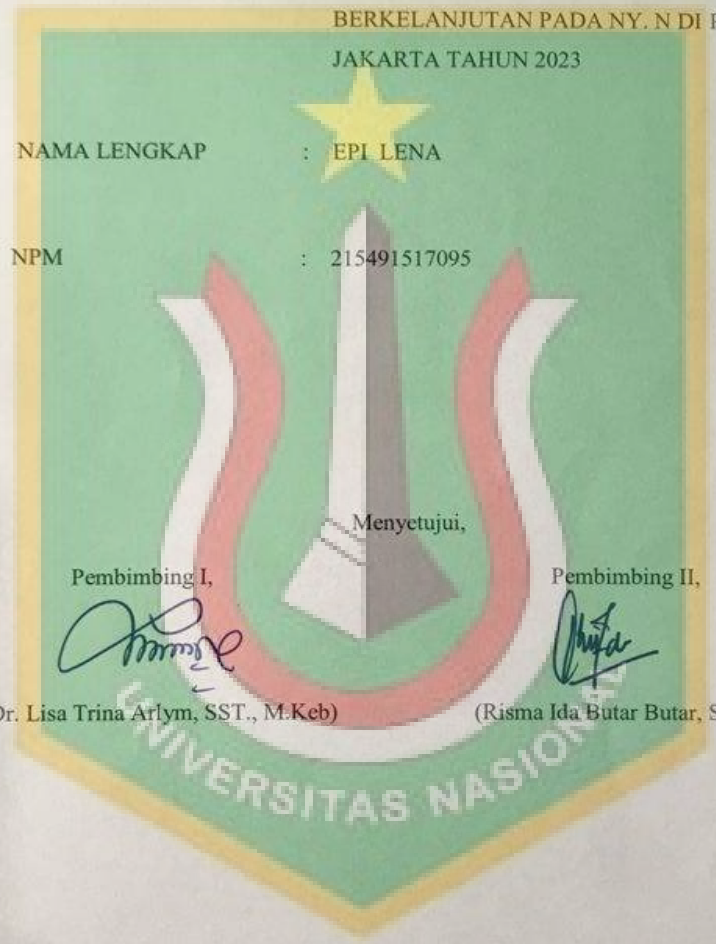 BERKELANJUTAN PADA NY. N DI
JAKARTA TAHUN 2023
NAMA LENGKAP : EPI LENA
NPM : 215491517095
Menyetujui,
Pembimbing I, Pembimbing II,
Dr. Lisa Trina Arlym, SST., M.Keb) (Risma Ida Butar Butar, S
UNIVERSITAS NASIONAL